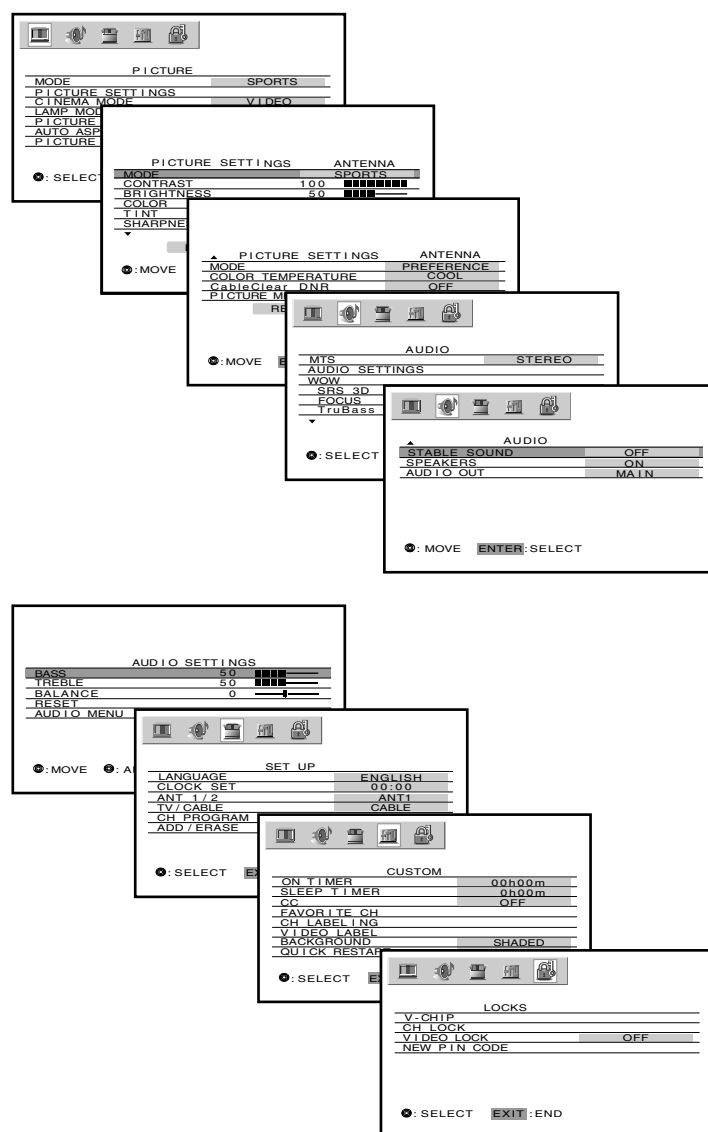 PICTURE
MODE SPORTS
PICTURE SETTINGS
CINEMA MODE VIDEO
LAMP MOD
PICTURE
AUTO ASP
PICTURE
: SELEC
PICTURE SETTINGS ANTENNA
MODE SPORTS
CONTRAST 100
BRIGHTNESS 50
COLOR
TINT
SHARPNE
: MOVE
PICTURE SETTINGS ANTENNA
MODE PREFERENCE
COLOR TEMPERATURE COOL
CableClear DNR OFF
PICTURE M
RE
: MOVE E
AUDIO
MTS STEREO
AUDIO SETTINGS
WOW
SRS 3D
FOCUS
TruBass
: SELECT
AUDIO
STABLE SOUND OFF
SPEAKERS ON
AUDIO OUT MAIN
: MOVE ENTER : SELECT
AUDIO SETTINGS
BASS 50
TREBLE 50
BALANCE 0
RESET
AUDIO MENU
: MOVE : A
SET UP
LANGUAGE ENGLISH
CLOCK SET 00:00
ANT 1/2 ANT1
TV/CABLE CABLE
CH PROGRAM
ADD/ERASE
: SELECT E
CUSTOM
ON TIMER 00h00m
SLEEP TIMER 0h00m
CC OFF
FAVORITE CH
CH LABELING
VIDEO LABEL
BACKGROUND SHADED
QUICK RESTAR
: SELECT E
LOCKS
V-CHIP
CH LOCK
VIDEO LOCK OFF
NEW PIN CODE
: SELECT EXIT : END